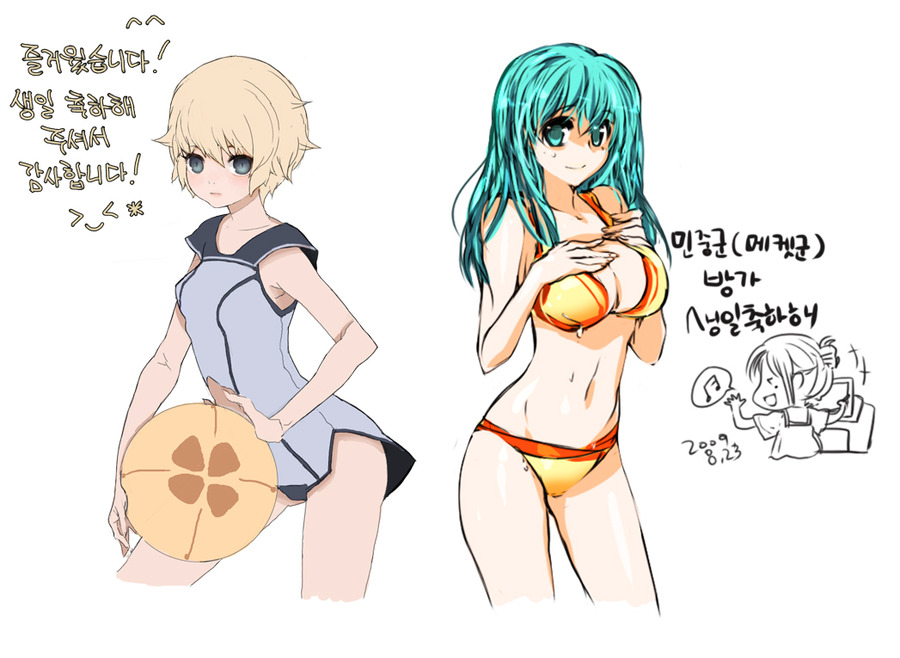 ^^
즐거웠습니다!
생일 축하해
주셔서
감사합니다!
>_< *
민중군(메켓군)
방가
생일축하해
2009
8,23